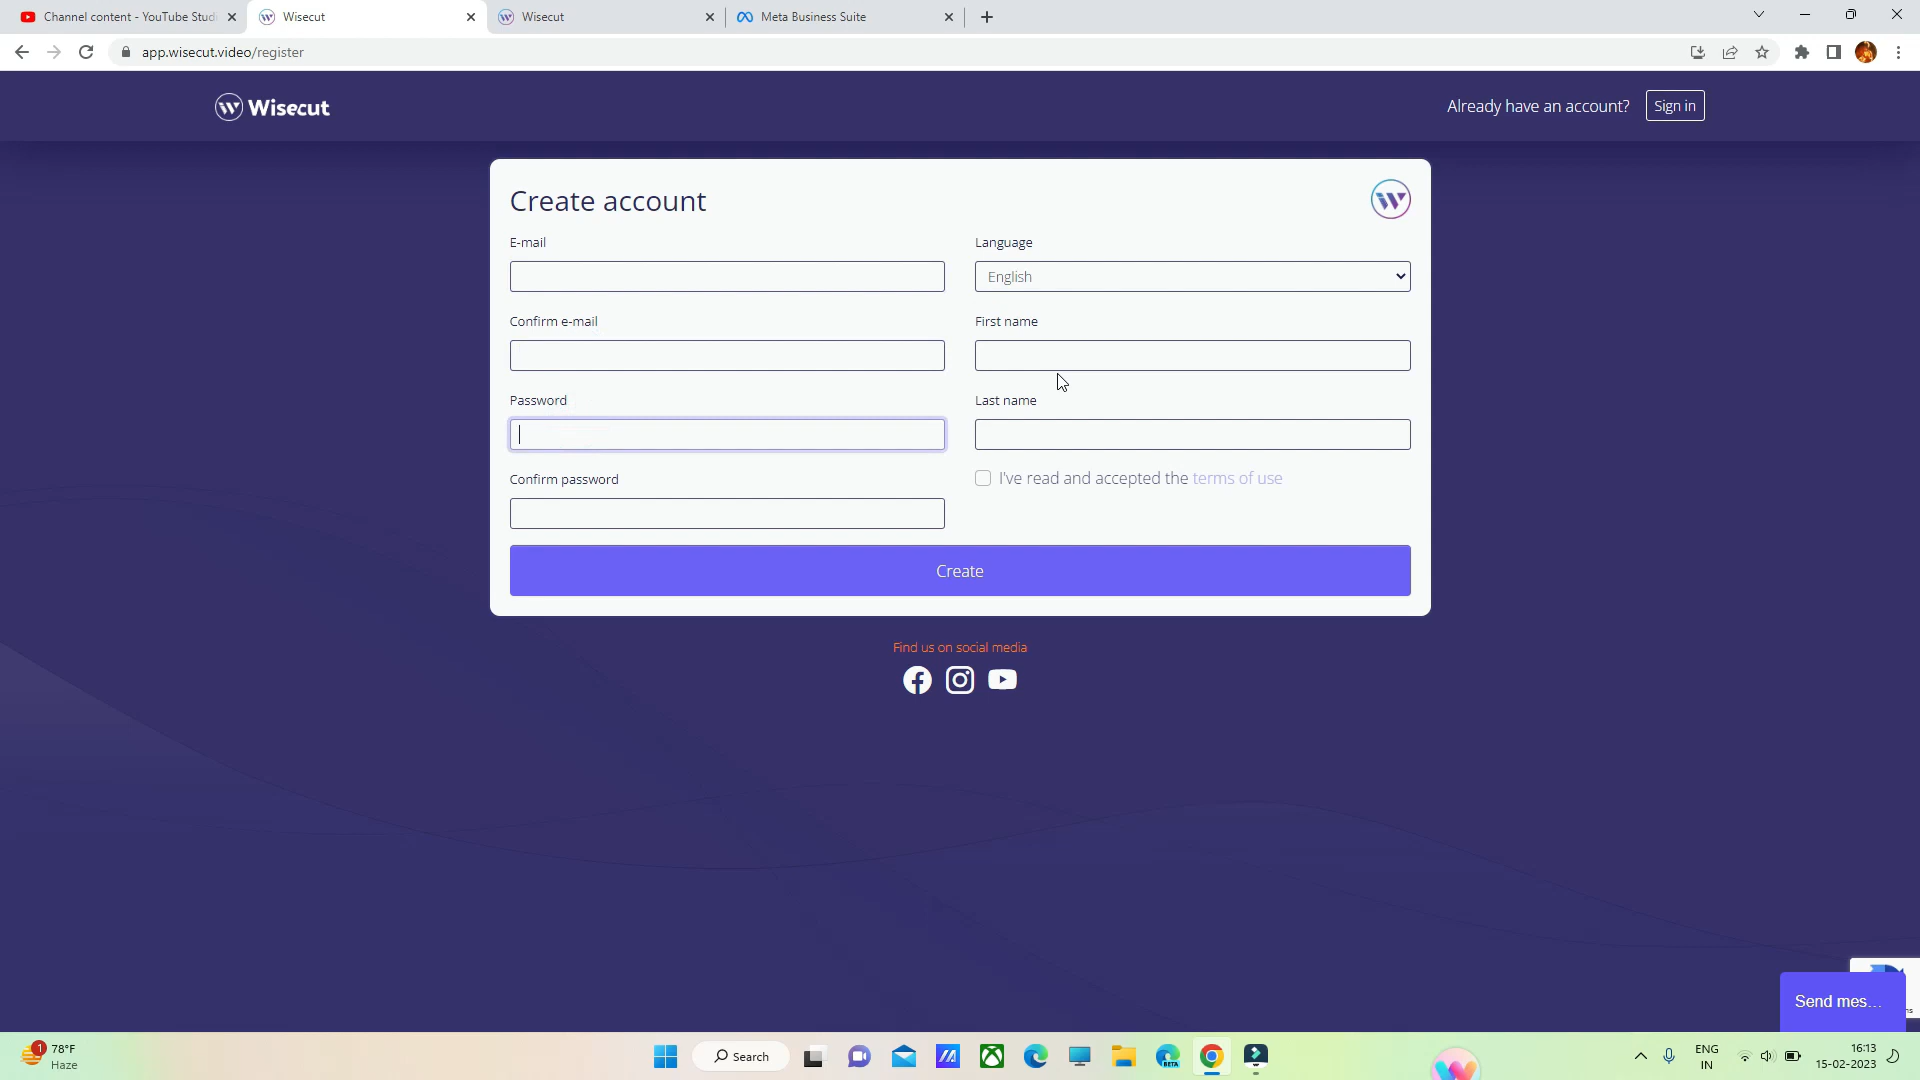 Channel content - YouTube Studi
Wisecut
Wisecut
Meta Business Suite
app.wisecut.video/register
Wisecut
Already have an account?
Sign in
Create account
E-mail
Language
English
Confirm e-mail
First name
Password
Last name
Confirm password
I've read and accepted the terms of use
Create
Find us on social media
Send mes...
1
78°F
Haze
Search
BETA
ENG
IN
16:13
15-02-2023